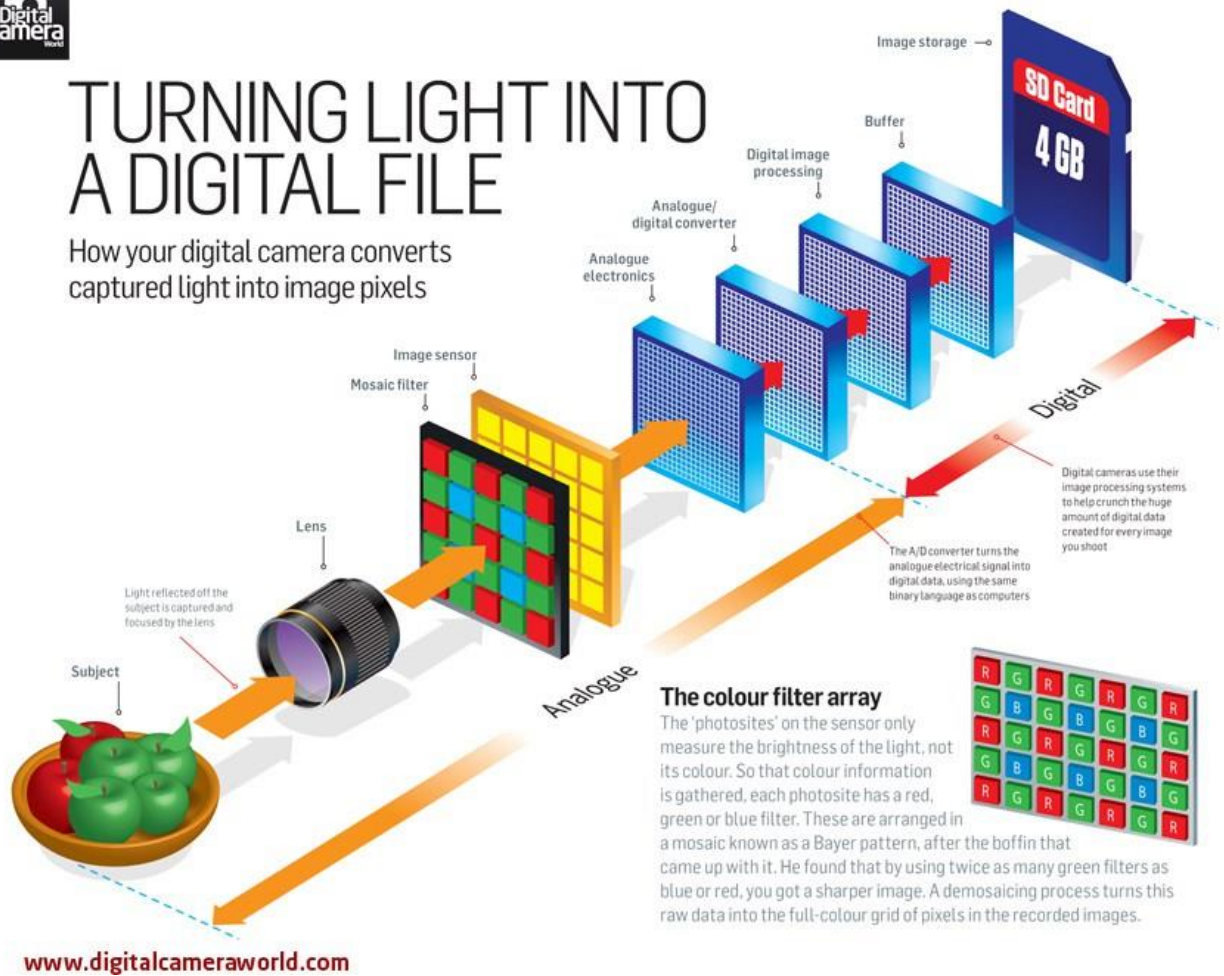 Digital
amera
World
TURNING LIGHT INTO
A DIGITAL FILE
How your digital camera converts
captured light into image pixels
Image storage
SD Card
4 GB
Buffer
Digital image
processing
Analogue/
digital converter
Analogue
electronics
Image sensor
Mosaic filter
Lens
Light reflected off the
subject is captured and
focused by the lens
Subject
Analogue
Digital
Digital cameras use their
image processing systems
to help crunch the huge
amount of digital data
created for every image
you shoot
The A/D converter turns the
analogue electrical signal into
digital data, using the same
binary language as computers
The colour filter array
The 'photosites' on the sensor only
measure the brightness of the light, not
its colour. So that colour information
is gathered, each photosite has a red,
green or blue filter. These are arranged in
a mosaic known as a Bayer pattern, after the boffin that
came up with it. He found that by using twice as many green filters as
blue or red, you got a sharper image. A demosaicing process turns this
raw data into the full-colour grid of pixels in the recorded images.
R G R G R G R
G B G B G B G
R G R G R G R
G B G B G B G
R G R G R G R
www.digitalcameraworld.com